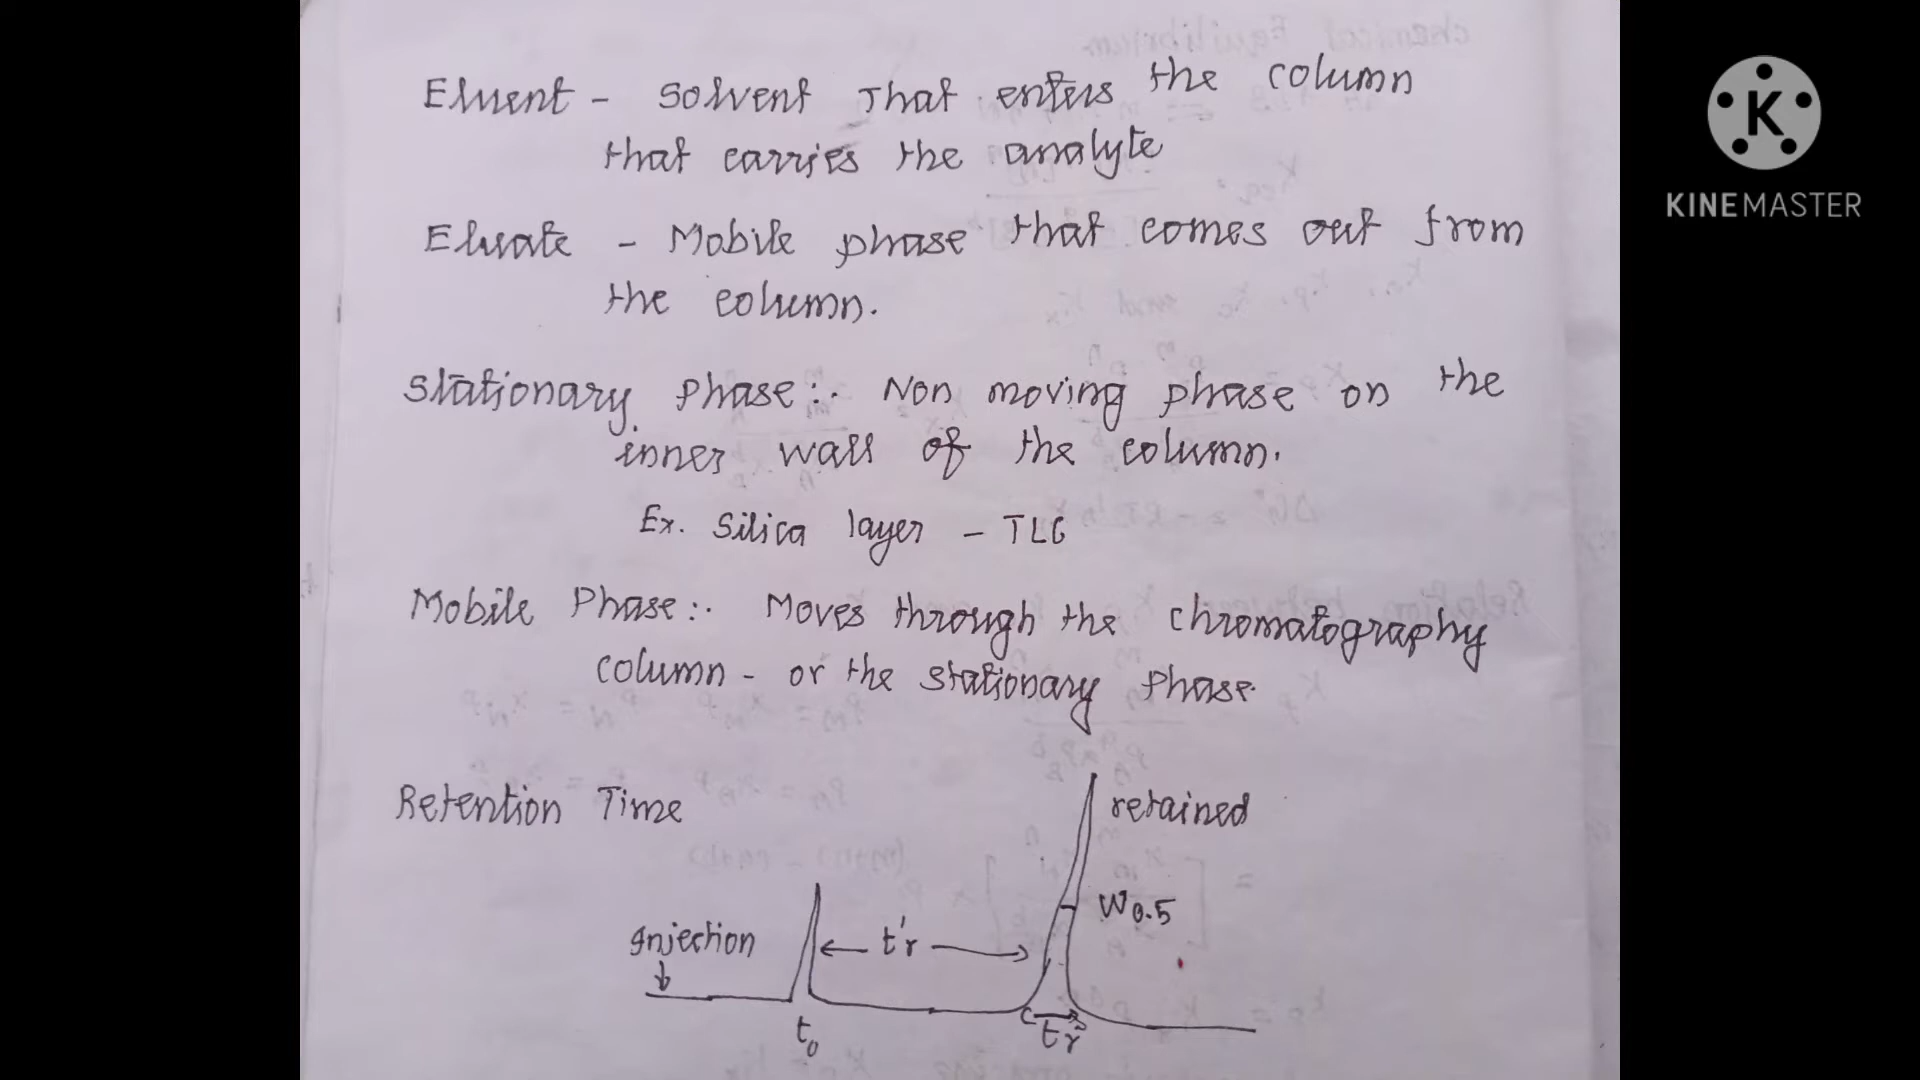 Eluent - Solvent That enters the column
that carries the analyte
Eluate - Mobile phase that comes out from
the column.
Stationary Phase :- Non moving phase on the
inner wall of the column.
Ex. Silica layer - TLC
Mobile Phase :- Moves through the chromatography
column - or the stationary phase.
Retention Time
retained
W0.5
Injection
t'r
t0
tr
KINEMASTER